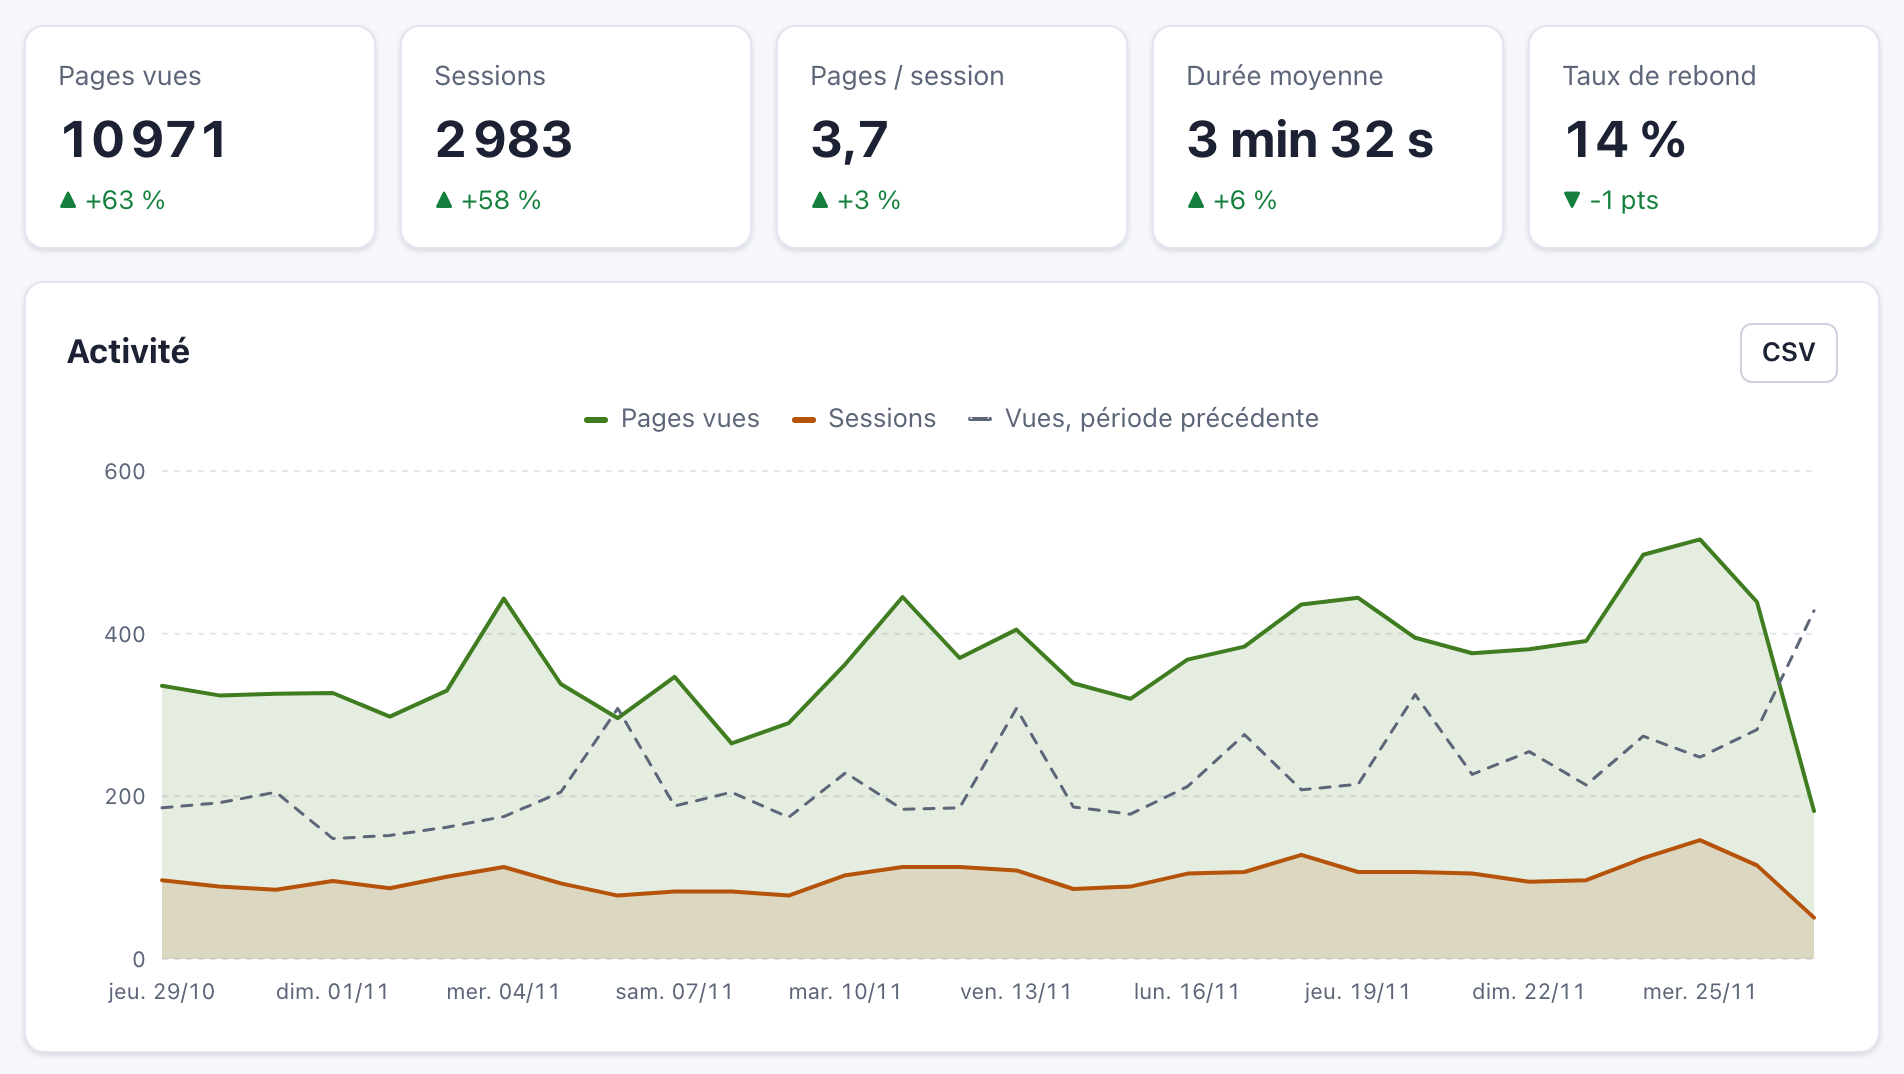 Pages vues
10 971
▲ +63 %
Sessions
2 983
▲ +58 %
Pages / session
3,7
▲ +3 %
Durée moyenne
3 min 32 s
▲ +6 %
Taux de rebond
14 %
▼ -1 pts
Activité
CSV
Pages vues Sessions Vues, période précédente
600
400
200
0
jeu. 29/10 dim. 01/11 mer. 04/11 sam. 07/11 mar. 10/11 ven. 13/11 lun. 16/11 jeu. 19/11 dim. 22/11 mer. 25/11